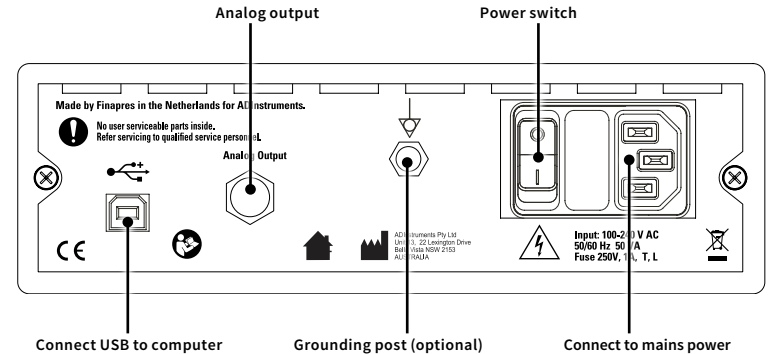 Analog output
Power switch
Made by Finapres in the Netherlands for ADInstruments.
No user serviceable parts inside.
Refer servicing to qualified service personnel.
Analog Output
CE
ADInstruments Pty Ltd
Unit 13, 22 Lexington Drive
Bella Vista NSW 2153
AUSTRALIA
Input: 100-240 V AC
50/60 Hz 50 VA
Fuse 250V, 1A, T, L
Connect USB to computer
Grounding post (optional)
Connect to mains power